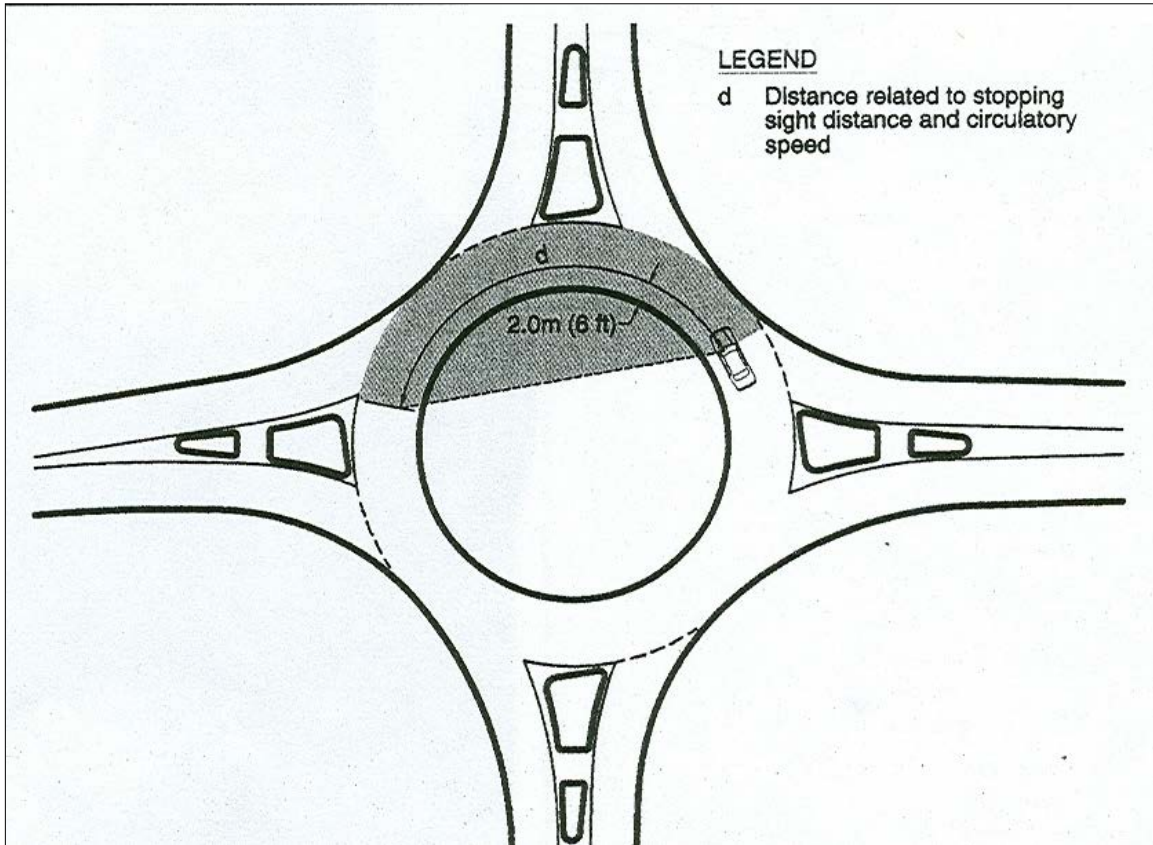 LEGEND
d Distance related to stopping
sight distance and circulatory
speed
d
2.0m (6 ft)